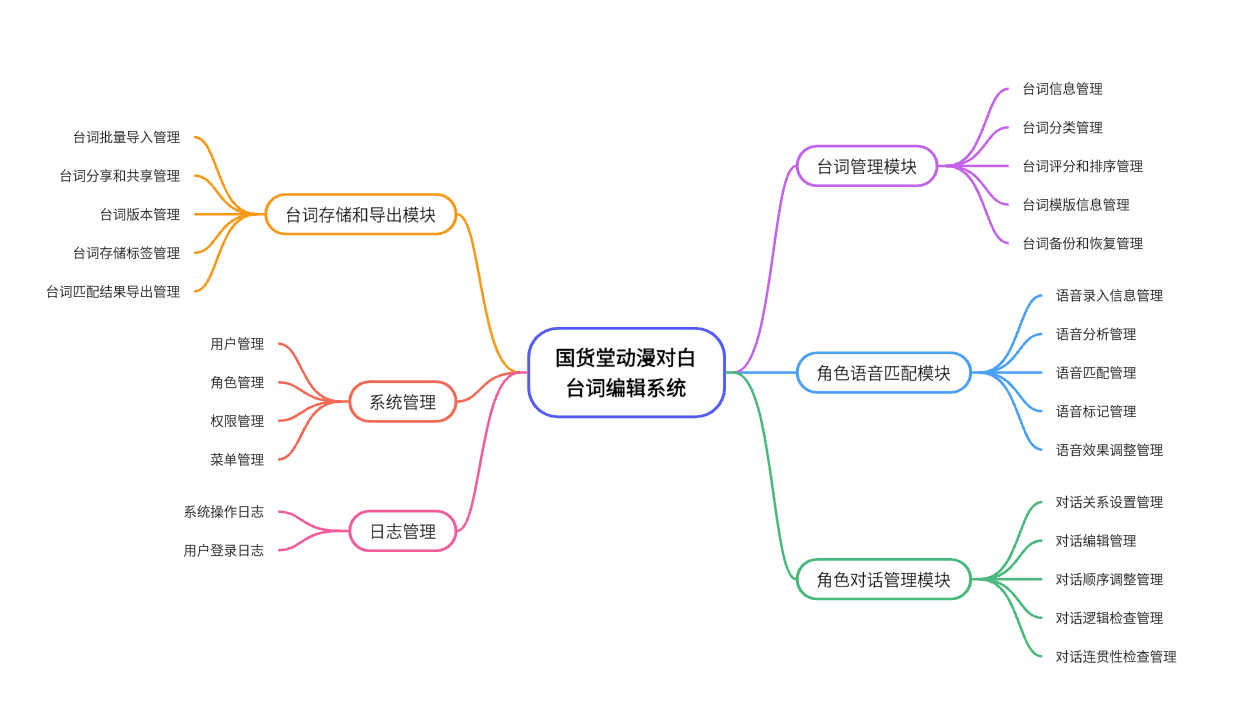 国货堂动漫对白
台词编辑系统
台词管理模块
台词信息管理
台词分类管理
台词评分和排序管理
台词模版信息管理
台词备份和恢复管理
角色语音匹配模块
语音录入信息管理
语音分析管理
语音匹配管理
语音标记管理
语音效果调整管理
角色对话管理模块
对话关系设置管理
对话编辑管理
对话顺序调整管理
对话逻辑检查管理
对话连贯性检查管理
台词存储和导出模块
台词批量导入管理
台词分享和共享管理
台词版本管理
台词存储标签管理
台词匹配结果导出管理
系统管理
用户管理
角色管理
权限管理
菜单管理
日志管理
系统操作日志
用户登录日志